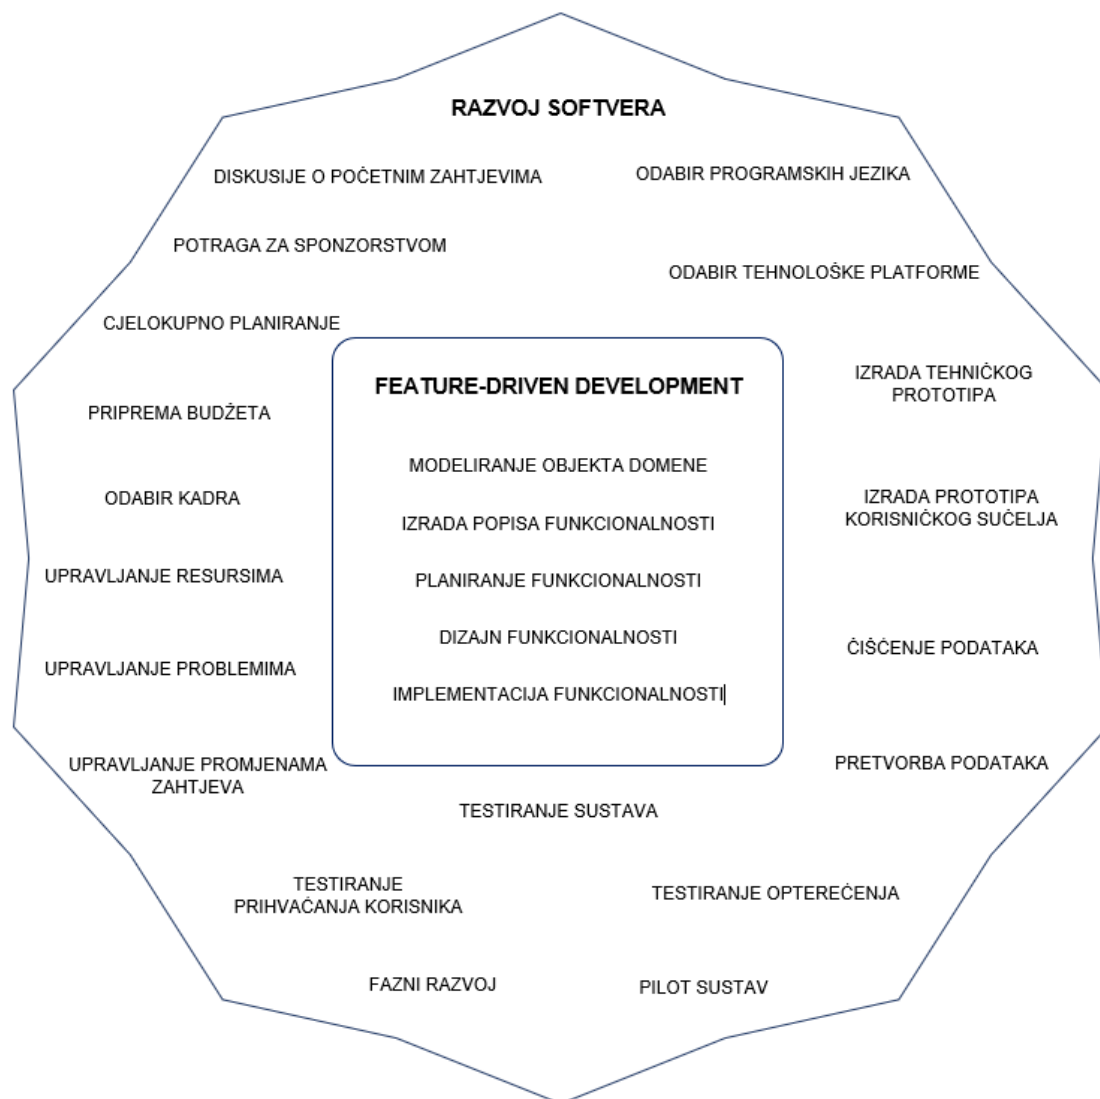 RAZVOJ SOFTVERA
DISKUSIJE O POČETNIM ZAHTJEVIMA
ODABIR PROGRAMSKIH JEZIKA
POTRAGA ZA SPONZORSTVOM
ODABIR TEHNOLOŠKE PLATFORME
CJELOKUPNO PLANIRANJE
PRIPREMA BUDŽETA
ODABIR KADRA
UPRAVLJANJE RESURSIMA
UPRAVLJANJE PROBLEMIMA
UPRAVLJANJE PROMJENAMA
ZAHTJEVA
FEATURE-DRIVEN DEVELOPMENT
MODELIRANJE OBJEKTA DOMENE
IZRADA POPISA FUNKCIONALNOSTI
PLANIRANJE FUNKCIONALNOSTI
DIZAJN FUNKCIONALNOSTI
IMPLEMENTACIJA FUNKCIONALNOSTI
IZRADA TEHNIČKOG
PROTOTIPA
IZRADA PROTOTIPA
KORISNIČKOG SUČELJA
ČIŠĆENJE PODATAKA
PRETVORBA PODATAKA
TESTIRANJE SUSTAVA
TESTIRANJE
PRIHVAĆANJA KORISNIKA
TESTIRANJE OPTEREĆENJA
FAZNI RAZVOJ
PILOT SUSTAV